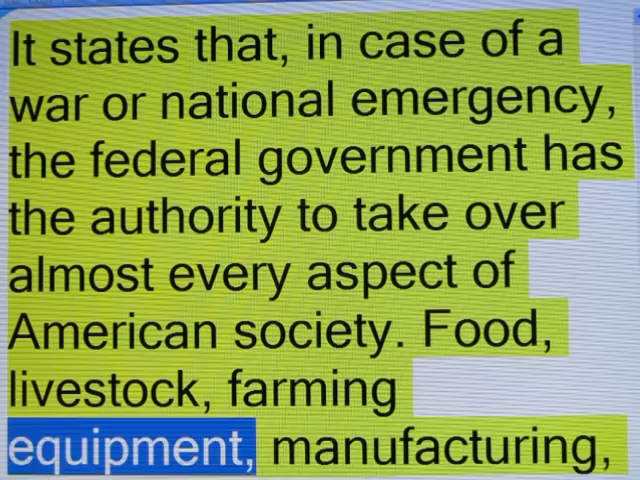 It states that, in case of a
war or national emergency,
the federal government has
the authority to take over
almost every aspect of
American society. Food,
livestock, farming
equipment, manufacturing,